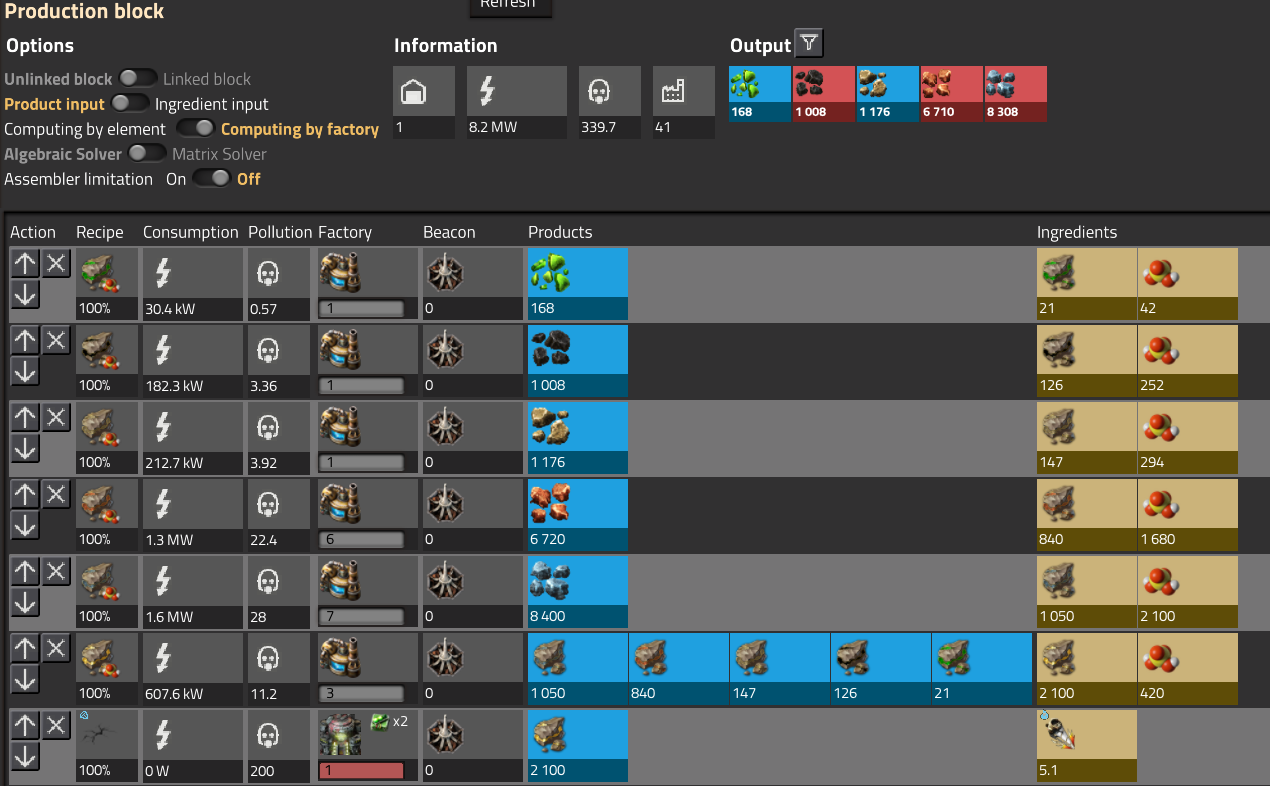 Production block
Refresh
Options
Information
Output
Unlinked block Linked block
Product input Ingredient input
Computing by element Computing by factory
Algebraic Solver Matrix Solver
Assembler limitation On Off
1 8.2 MW 339.7 41
168 1 008 1 176 6 710 8 308
Action Recipe Consumption Pollution Factory Beacon Products Ingredients
100% 30.4 kW 0.57 1 0 168 21 42
100% 182.3 kW 3.36 1 0 1 008 126 252
100% 212.7 kW 3.92 1 0 1 176 147 294
100% 1.3 MW 22.4 6 0 6 720 840 1 680
100% 1.6 MW 28 7 0 8 400 1 050 2 100
100% 607.6 kW 11.2 3 0 1 050 840 147 126 21 2 100 420
x2
100% 0 W 200 1 0 2 100 5.1